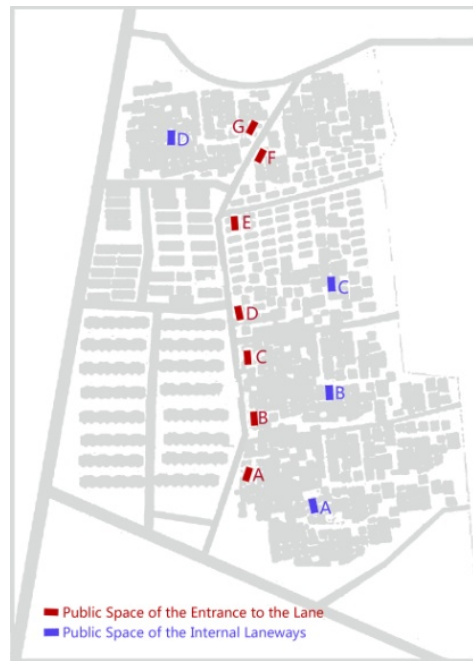 G
D
F
E
C
D
C
B
B
A
A
Public Space of the Entrance to the Lane
Public Space of the Internal Laneways